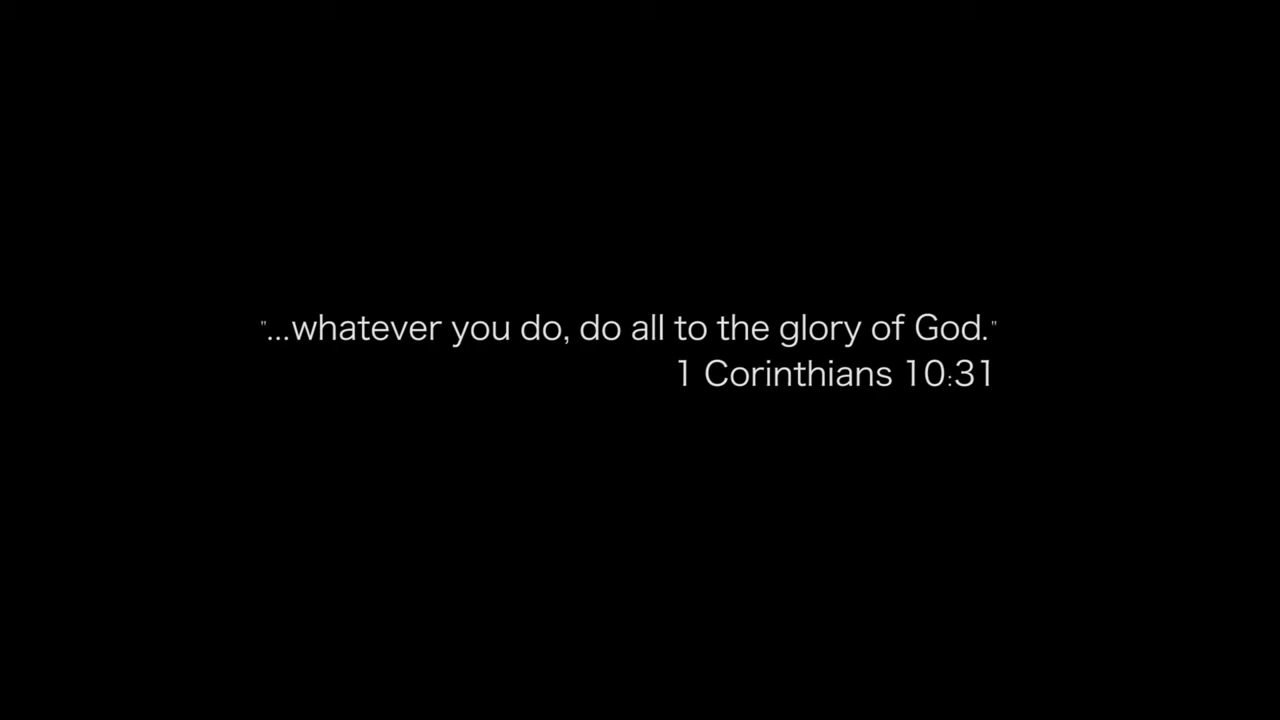 "...whatever you do, do all to the glory of God."
1 Corinthians 10:31